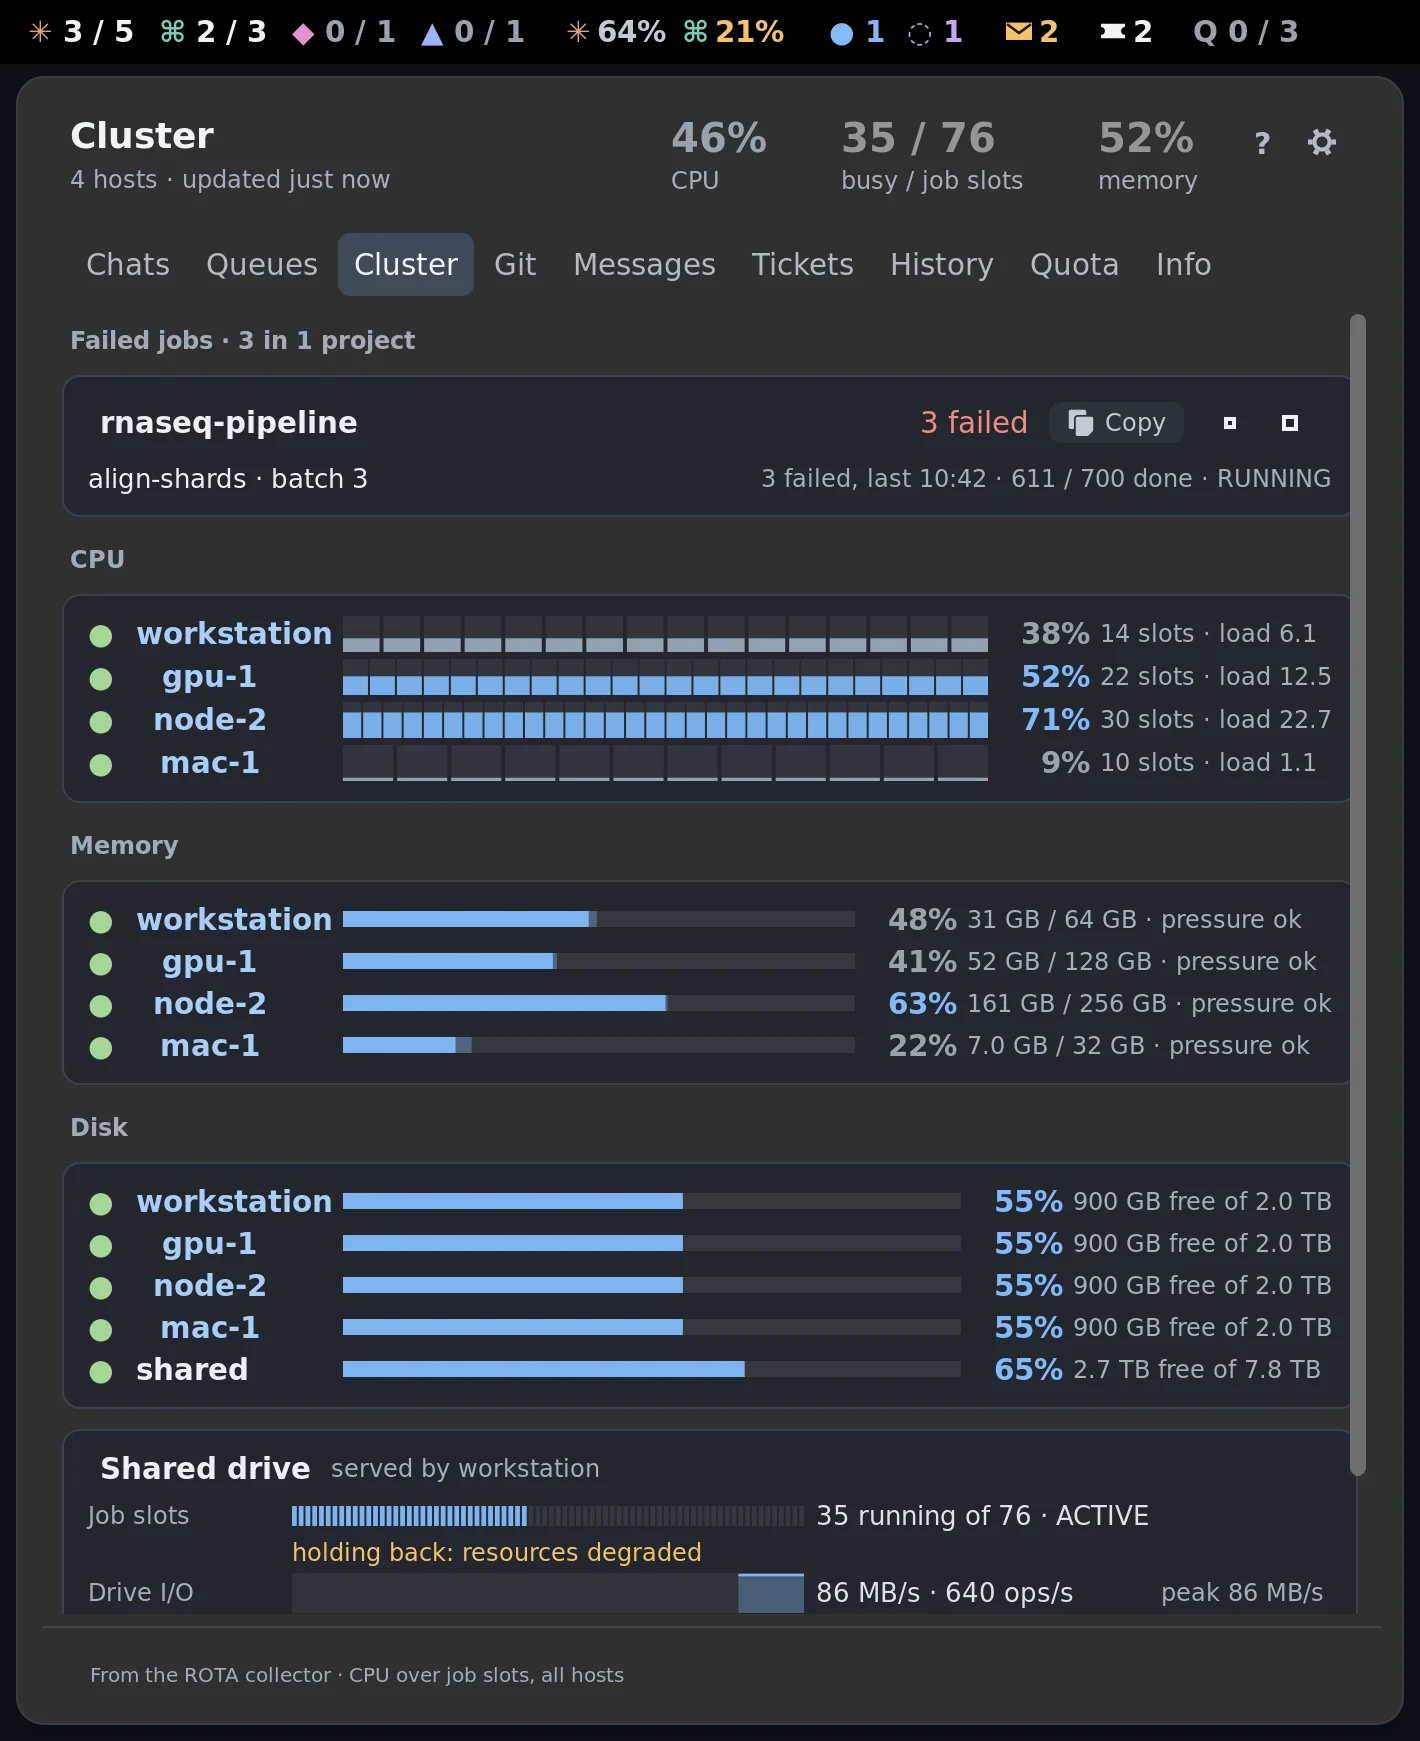 3 / 5 ⌘ 2 / 3 0 / 1 0 / 1 64% ⌘ 21% 1 1 2 2 Q 0 / 3
Cluster
46% 35 / 76 52% ?
4 hosts · updated just now
CPU busy / job slots memory
Chats Queues Cluster Git Messages Tickets History Quota Info
Failed jobs · 3 in 1 project
rnaseq-pipeline 3 failed Copy
align-shards · batch 3 3 failed, last 10:42 · 611 / 700 done · RUNNING
CPU
workstation 38% 14 slots · load 6.1
gpu-1 52% 22 slots · load 12.5
node-2 71% 30 slots · load 22.7
mac-1 9% 10 slots · load 1.1
Memory
workstation 48% 31 GB / 64 GB · pressure ok
gpu-1 41% 52 GB / 128 GB · pressure ok
node-2 63% 161 GB / 256 GB · pressure ok
mac-1 22% 7.0 GB / 32 GB · pressure ok
Disk
workstation 55% 900 GB free of 2.0 TB
gpu-1 55% 900 GB free of 2.0 TB
node-2 55% 900 GB free of 2.0 TB
mac-1 55% 900 GB free of 2.0 TB
shared 65% 2.7 TB free of 7.8 TB
Shared drive served by workstation
Job slots 35 running of 76 · ACTIVE
holding back: resources degraded
Drive I/O 86 MB/s · 640 ops/s peak 86 MB/s
From the ROTA collector · CPU over job slots, all hosts